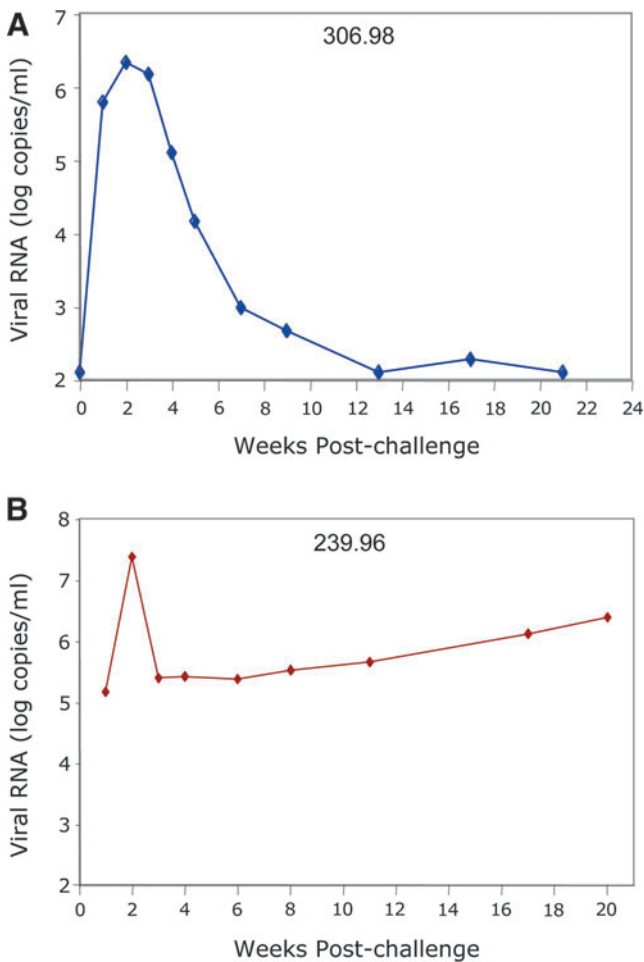 A
306.98
7
6
5
4
3
2
Viral RNA (log copies/ml)
0 2 4 6 8 10 12 14 16 18 20 22 24
Weeks Post-challenge
B
239.96
8
7
6
5
4
3
2
Viral RNA (log copies/ml)
0 2 4 6 8 10 12 14 16 18 20
Weeks Post-challenge